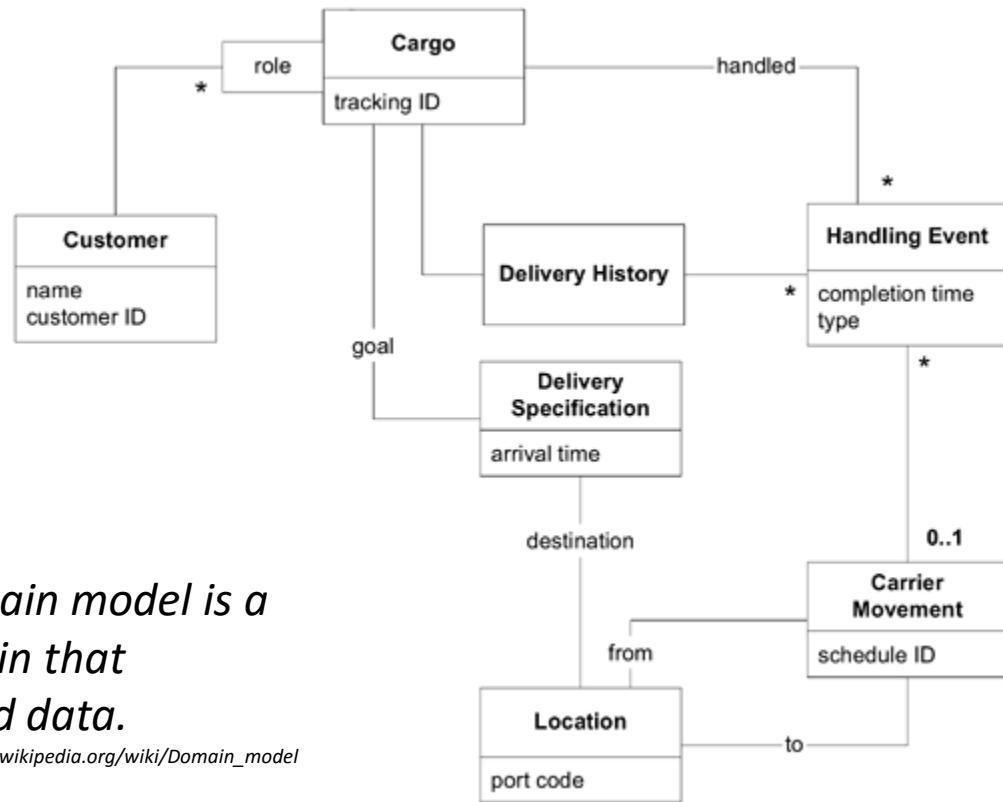 Cargo
tracking ID
role
*
handled
*
Customer
name
customer ID
Delivery History
Handling Event
completion time
type
*
*
goal
Delivery
Specification
arrival time
destination
0..1
Carrier
Movement
schedule ID
from
to
Location
port code
ain model is a
in that
d data.
wikipedia.org/wiki/Domain_model